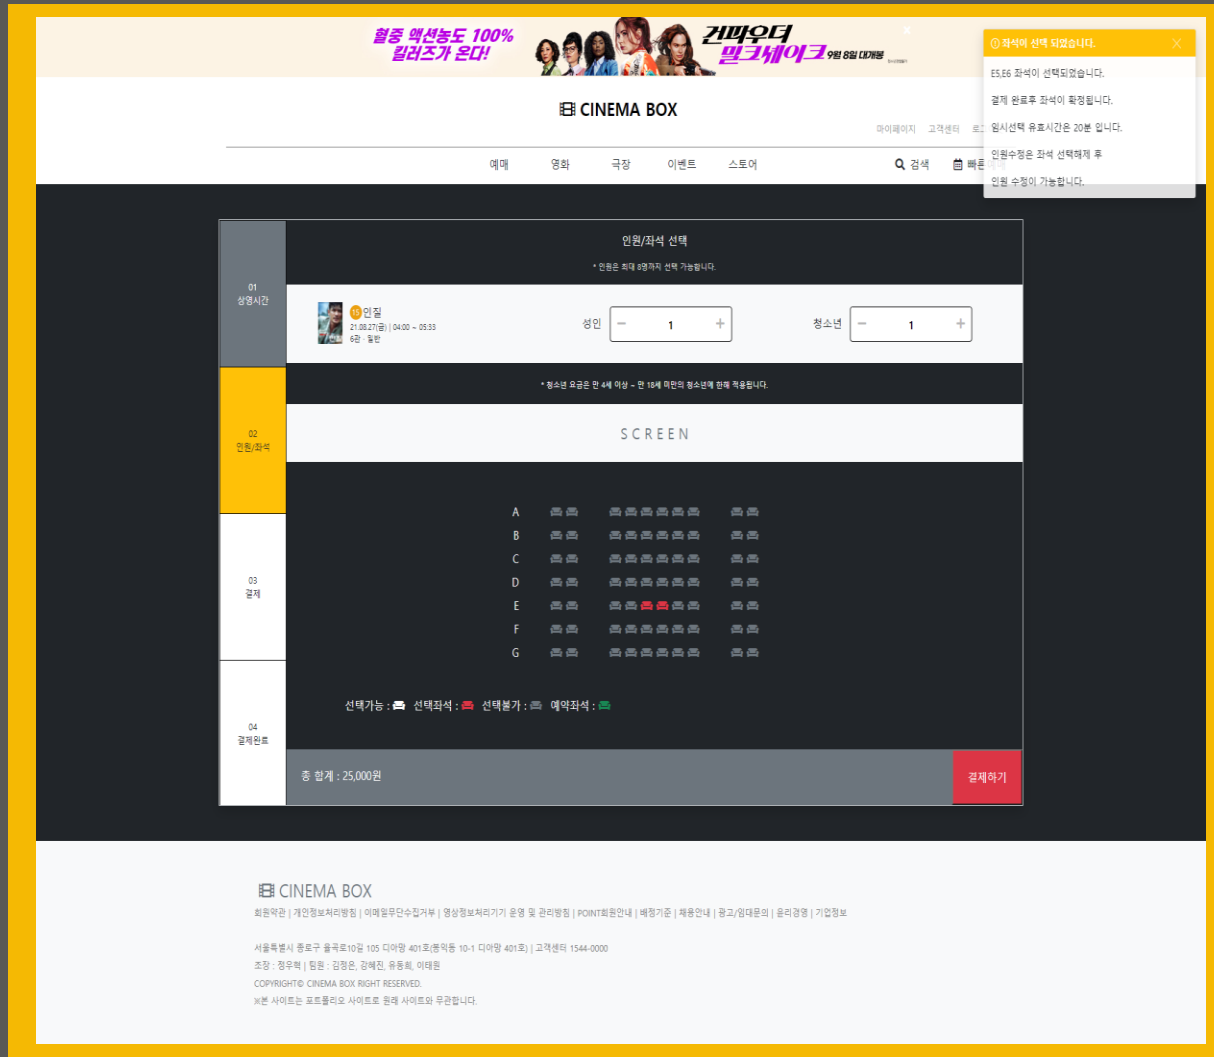 혈중 액션농도 100%
킬러즈가 온다!
건파우더
밀크셰이크 9월 8일 대개봉
좌석이 선택 되었습니다.
E5,E6 좌석이 선택되었습니다.
결제 완료후 좌석이 확정됩니다.
임시선택 유효시간은 20분 입니다.
인원수정은 좌석 선택해제 후
인원 수정이 가능합니다.
CINEMA BOX
마이페이지 고객센터
예매 영화 극장 이벤트 스토어 검색
인원/좌석 선택
* 인원은 최대 8명까지 선택 가능합니다.
01
상영시간
15 인질
21.08.27(금) | 04:00 ~ 05:33
6관 · 일반
성인 − 1 +
청소년 − 1 +
* 청소년 요금은 만 4세 이상 ~ 만 18세 미만의 청소년에 한해 적용됩니다.
02
인원/좌석
SCREEN
A
B
C
D
E
F
G
03
결제
선택가능 : 선택좌석 : 선택불가 : 예약좌석 :
04
결제완료
총 합계 : 25,000원
결제하기
CINEMA BOX
회원약관 | 개인정보처리방침 | 이메일무단수집거부 | 영상정보처리기기 운영 및 관리방침 | POINT회원안내 | 배정기준 | 채용안내 | 광고/임대문의 | 윤리경영 | 기업정보
서울특별시 종로구 율곡로10길 105 디아망 401호(봉익동 10-1 디아망 401호) | 고객센터 1544-0000
조장 : 정우혁 | 팀원 : 김정은, 강혜진, 유동희, 이태원
COPYRIGHT© CINEMA BOX RIGHT RESERVED.
※본 사이트는 포트폴리오 사이트로 원래 사이트와 무관합니다.